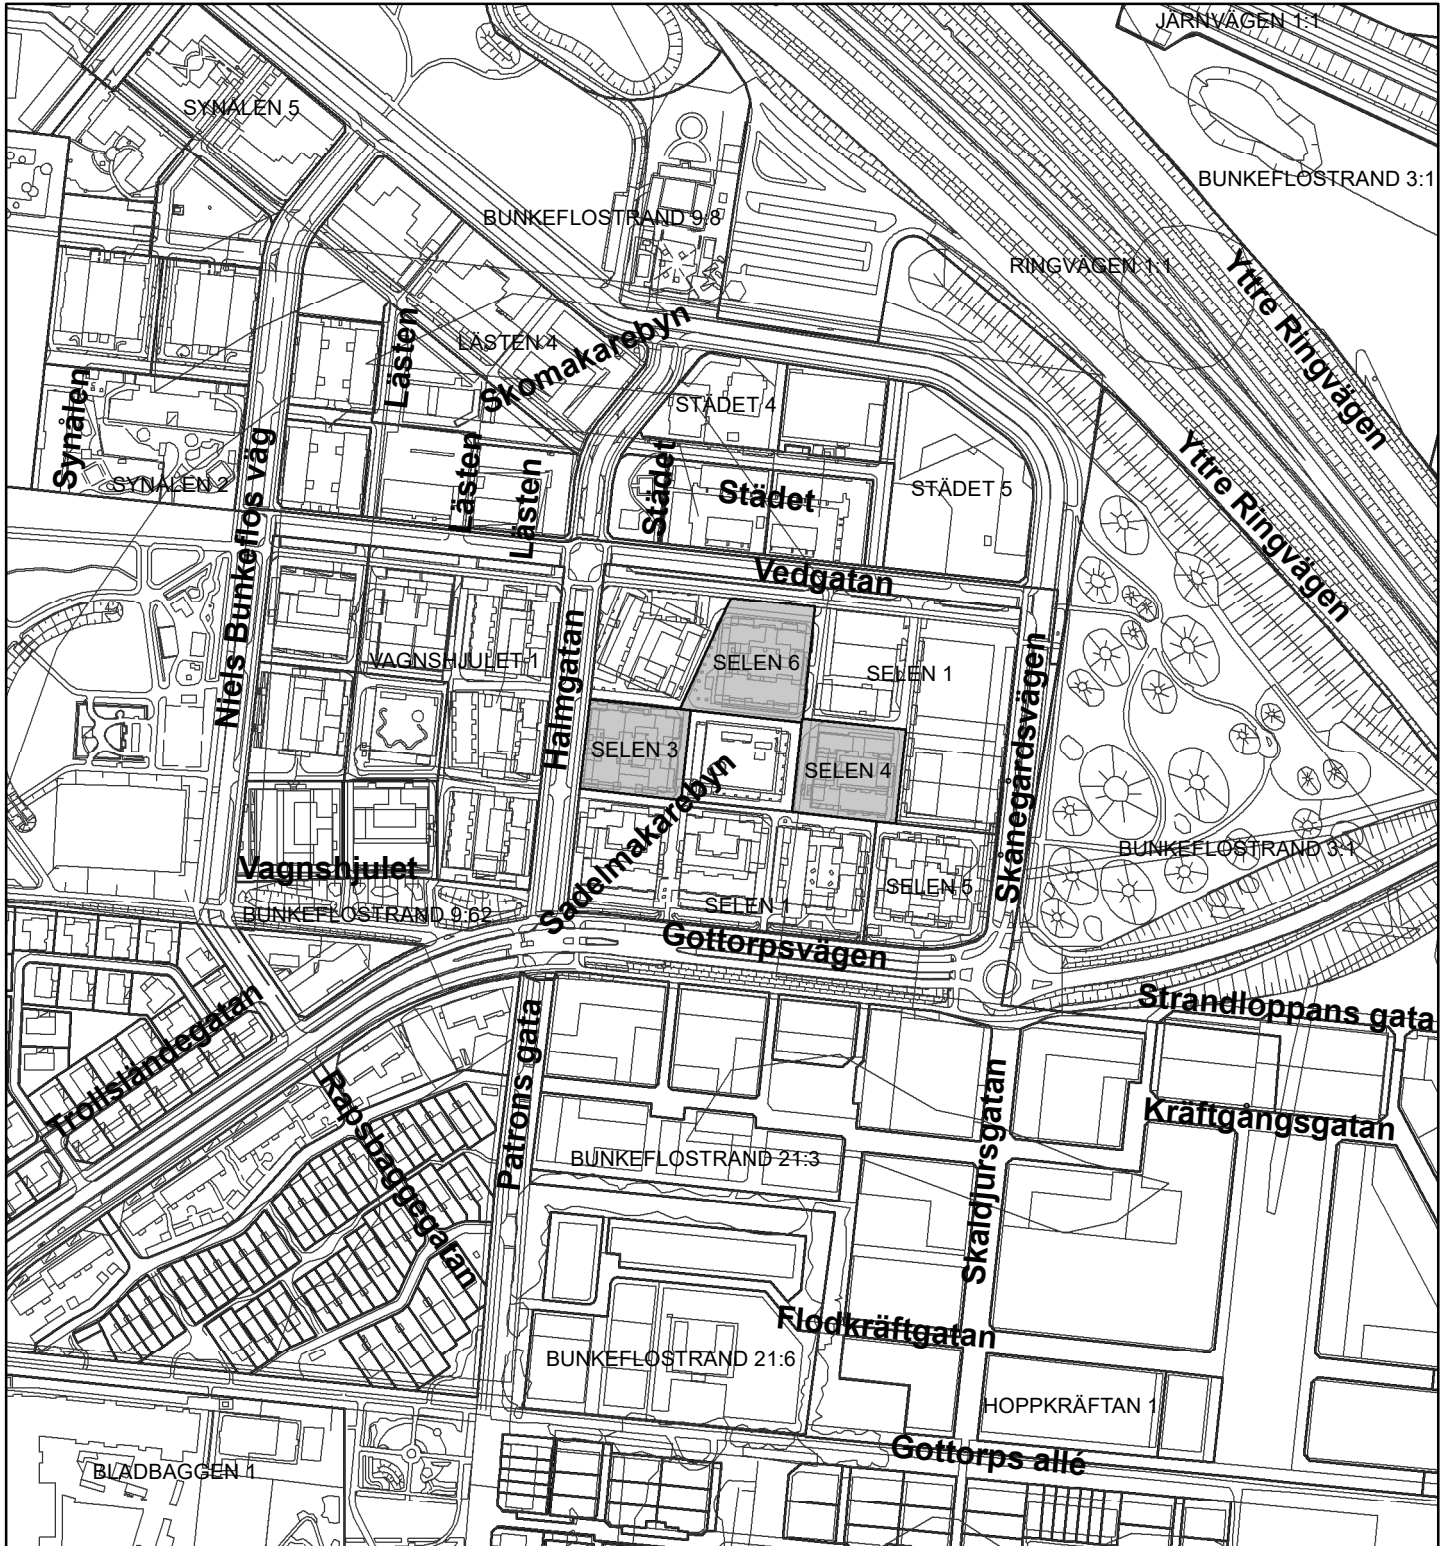 JÄRNVÄGEN 1:1
SYNÅLEN 5
BUNKEFLOSTRAND 3:1
BUNKEFLOSTRAND 9:8
RINGVÄGEN 1:1
Yttre Ringvägen
Lästen
LÄSTEN 4
Skomakarebyn
Synålen
STÄDET 4
Yttre Ringvägen
SYNÅLEN 2
Niels Bunkeflos väg
Lästen
Lästen
Städet
Städet
STÄDET 5
Vedgatan
VAGNSHJULET 1
Halmgatan
SELEN 6
SELEN 1
Skånegårdsvägen
SELEN 3
Sadelmakarebyn
SELEN 4
Vagnshjulet
BUNKEFLOSTRAND 3:1
SELEN 5
BUNKEFLOSTRAND 9:62
SELEN 1
Gottorpsvägen
Trollsländegatan
Strandloppans gata
Rapsbaggegatan
Patrons gata
Skaldjursgatan
Kräftgångsgatan
BUNKEFLOSTRAND 21:3
Flodkräftgatan
BUNKEFLOSTRAND 21:6
HOPPKRÄFTAN 1
Gottorps allé
BLADBAGGEN 1